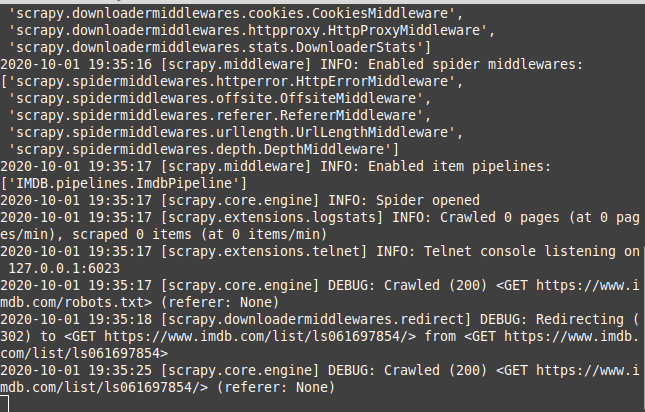 'scrapy.downloadermiddlewares.cookies.CookiesMiddleware',
'scrapy.downloadermiddlewares.httpproxy.HttpProxyMiddleware',
'scrapy.downloadermiddlewares.stats.DownloaderStats']
2020-10-01 19:35:16 [scrapy.middleware] INFO: Enabled spider middlewares:
['scrapy.spidermiddlewares.httperror.HttpErrorMiddleware',
'scrapy.spidermiddlewares.offsite.OffsiteMiddleware',
'scrapy.spidermiddlewares.referer.RefererMiddleware',
'scrapy.spidermiddlewares.urllength.UrlLengthMiddleware',
'scrapy.spidermiddlewares.depth.DepthMiddleware']
2020-10-01 19:35:17 [scrapy.middleware] INFO: Enabled item pipelines:
['IMDB.pipelines.ImdbPipeline']
2020-10-01 19:35:17 [scrapy.core.engine] INFO: Spider opened
2020-10-01 19:35:17 [scrapy.extensions.logstats] INFO: Crawled 0 pages (at 0 pag
es/min), scraped 0 items (at 0 items/min)
2020-10-01 19:35:17 [scrapy.extensions.telnet] INFO: Telnet console listening on
127.0.0.1:6023
2020-10-01 19:35:17 [scrapy.core.engine] DEBUG: Crawled (200) <GET https://www.i
mdb.com/robots.txt> (referer: None)
2020-10-01 19:35:18 [scrapy.downloadermiddlewares.redirect] DEBUG: Redirecting (
302) to <GET https://www.imdb.com/list/ls061697854/> from <GET https://www.imdb.
com/list/ls061697854>
2020-10-01 19:35:25 [scrapy.core.engine] DEBUG: Crawled (200) <GET https://www.i
mdb.com/list/ls061697854/> (referer: None)